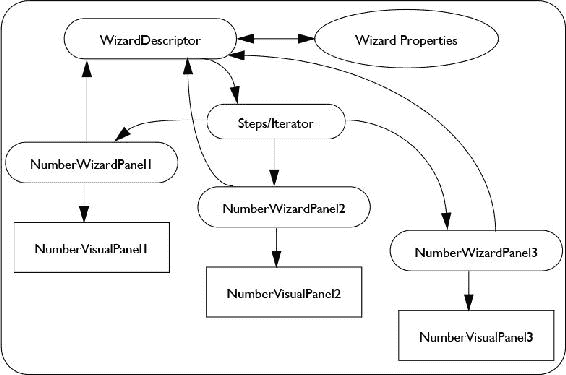 WizardDescriptor
Wizard Properties
Steps/Iterator
NumberWizardPanel1
NumberWizardPanel2
NumberVisualPanel1
NumberWizardPanel3
NumberVisualPanel2
NumberVisualPanel3